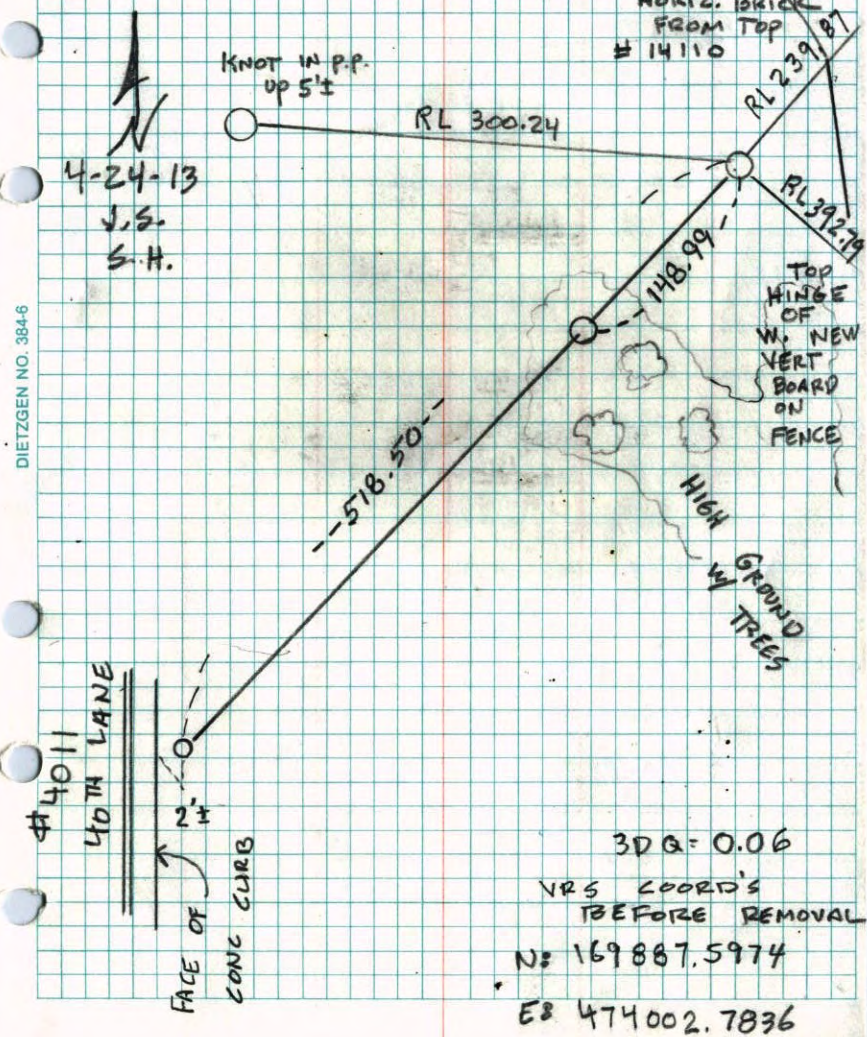 HORIZ. BRICK
FROM TOP
# 14110
RL 239.87
KNOT IN P.P.
UP 5'±
RL 300.24
N
4-24-13
J.S.
S.H.
RL 392.79
148.99
TOP
HINGE
OF
W. NEW
VERT
BOARD
ON
FENCE
DIETZGEN NO. 384-6
518.50
HIGH
GROUND
W/ TREES
#4011
40TH LANE
2'±
FACE OF
CONC CURB
3D Q = 0.06
VRS COORD'S
BEFORE REMOVAL
N: 169887.5974
E: 474002.7836